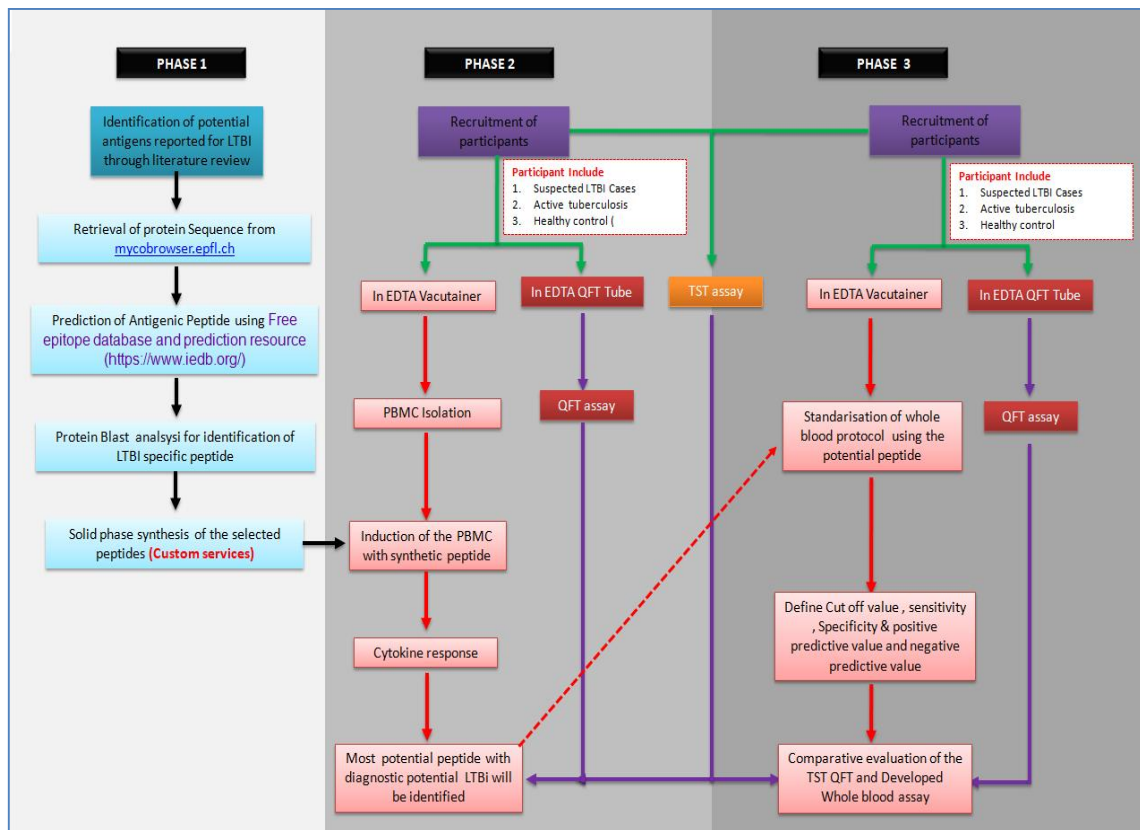 PHASE 1
Identification of potential
antigens reported for LTBI
through literature review
Retrieval of protein Sequence from
mycobrowser.epfl.ch
Prediction of Antigenic Peptide using Free
epitope database and prediction resource
(https://www.iedb.org/)
Protein Blast analsysi for identification of
LTBI specific peptide
Solid phase synthesis of the selected
peptides (Custom services)
PHASE 2
Recruitment of
participants
Participant Include
1. Suspected LTBI Cases
2. Active tuberculosis
3. Healthy control (
In EDTA Vacutainer
In EDTA QFT Tube
TST assay
PBMC Isolation
QFT assay
Induction of the PBMC
with synthetic peptide
Cytokine response
Most potential peptide with
diagnostic potential LTBi will
be identified
PHASE 3
Recruitment of
participants
Participant Include
1. Suspected LTBI Cases
2. Active tuberculosis
3. Healthy control
In EDTA Vacutainer
In EDTA QFT Tube
Standarisation of whole
blood protocol using the
potential peptide
QFT assay
Define Cut off value , sensitivity
, Specificity & positive
predictive value and negative
predictive value
Comparative evaluation of the
TST QFT and Developed
Whole blood assay